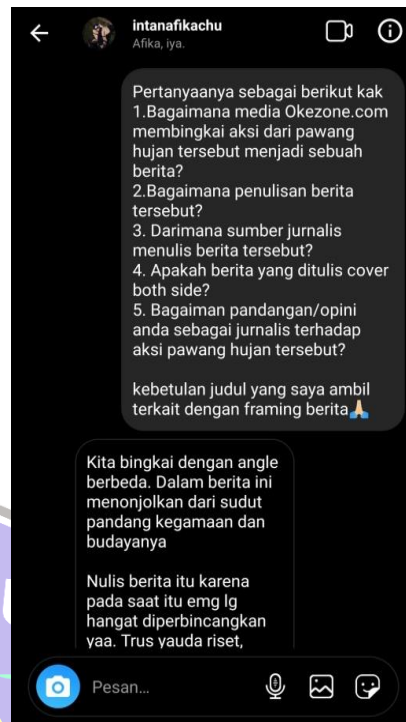 intanafikachu
Afika, iya.
Pertanyaanya sebagai berikut kak
1.Bagaimana media Okezone.com
membingkai aksi dari pawang
hujan tersebut menjadi sebuah
berita?
2.Bagaimana penulisan berita
tersebut?
3. Darimana sumber jurnalis
menulis berita tersebut?
4. Apakah berita yang ditulis cover
both side?
5. Bagaiman pandangan/opini
anda sebagai jurnalis terhadap
aksi pawang hujan tersebut?
kebetulan judul yang saya ambil
terkait dengan framing berita🙏🏼
Kita bingkai dengan angle
berbeda. Dalam berita ini
menonjolkan dari sudut
pandang kegamaan dan
budayanya
Nulis berita itu karena
pada saat itu emg lg
hangat diperbincangkan
yaa. Trus yauda riset,
Pesan...